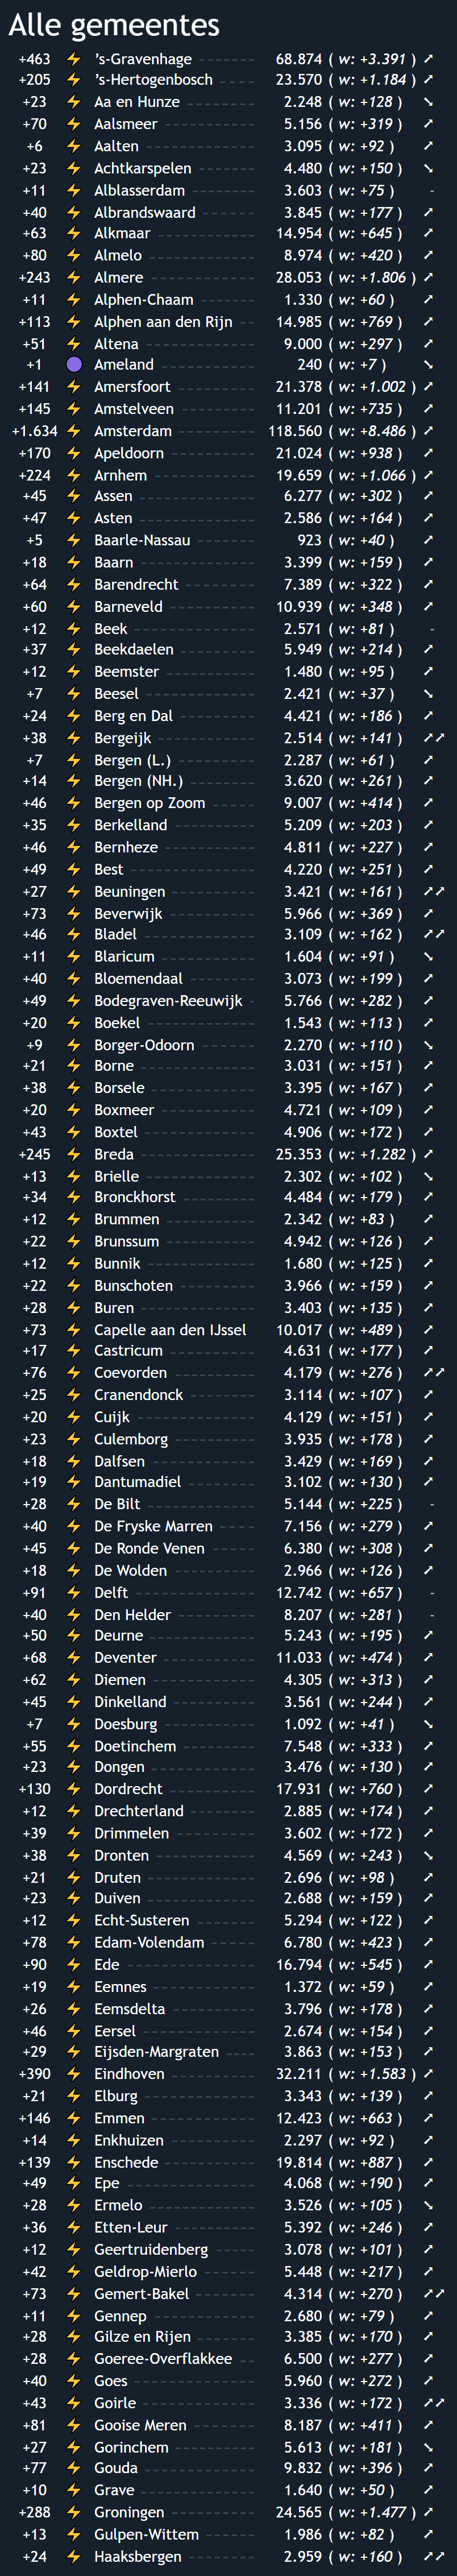 Alle gemeentes
+463 ⚡ ’s-Gravenhage 68.874 ( w: +3.391 ) ↗
+205 ⚡ ’s-Hertogenbosch 23.570 ( w: +1.184 ) ↗
+23 ⚡ Aa en Hunze 2.248 ( w: +128 ) ↘
+70 ⚡ Aalsmeer 5.156 ( w: +319 ) ↗
+6 ⚡ Aalten 3.095 ( w: +92 ) ↗
+23 ⚡ Achtkarspelen 4.480 ( w: +150 ) ↘
+11 ⚡ Alblasserdam 3.603 ( w: +75 ) -
+40 ⚡ Albrandswaard 3.845 ( w: +177 ) ↗
+63 ⚡ Alkmaar 14.954 ( w: +645 ) ↗
+80 ⚡ Almelo 8.974 ( w: +420 ) ↗
+243 ⚡ Almere 28.053 ( w: +1.806 ) ↗
+11 ⚡ Alphen-Chaam 1.330 ( w: +60 ) ↗
+113 ⚡ Alphen aan den Rijn 14.985 ( w: +769 ) ↗
+51 ⚡ Altena 9.000 ( w: +297 ) ↗
+1 Ameland 240 ( w: +7 ) ↘
+141 ⚡ Amersfoort 21.378 ( w: +1.002 ) ↗
+145 ⚡ Amstelveen 11.201 ( w: +735 ) ↗
+1.634 ⚡ Amsterdam 118.560 ( w: +8.486 ) ↗
+170 ⚡ Apeldoorn 21.024 ( w: +938 ) ↗
+224 ⚡ Arnhem 19.659 ( w: +1.066 ) ↗
+45 ⚡ Assen 6.277 ( w: +302 ) ↗
+47 ⚡ Asten 2.586 ( w: +164 ) ↗
+5 ⚡ Baarle-Nassau 923 ( w: +40 ) ↗
+18 ⚡ Baarn 3.399 ( w: +159 ) ↗
+64 ⚡ Barendrecht 7.389 ( w: +322 ) ↗
+60 ⚡ Barneveld 10.939 ( w: +348 ) ↗
+12 ⚡ Beek 2.571 ( w: +81 ) -
+37 ⚡ Beekdaelen 5.949 ( w: +214 ) ↗
+12 ⚡ Beemster 1.480 ( w: +95 ) ↗
+7 ⚡ Beesel 2.421 ( w: +37 ) ↘
+24 ⚡ Berg en Dal 4.421 ( w: +186 ) ↗
+38 ⚡ Bergeijk 2.514 ( w: +141 ) ↗↗
+7 ⚡ Bergen (L.) 2.287 ( w: +61 ) ↗
+14 ⚡ Bergen (NH.) 3.620 ( w: +261 ) ↗
+46 ⚡ Bergen op Zoom 9.007 ( w: +414 ) ↗
+35 ⚡ Berkelland 5.209 ( w: +203 ) ↗
+46 ⚡ Bernheze 4.811 ( w: +227 ) ↗
+49 ⚡ Best 4.220 ( w: +251 ) ↗
+27 ⚡ Beuningen 3.421 ( w: +161 ) ↗↗
+73 ⚡ Beverwijk 5.966 ( w: +369 ) ↗
+46 ⚡ Bladel 3.109 ( w: +162 ) ↗↗
+11 ⚡ Blaricum 1.604 ( w: +91 ) ↘
+40 ⚡ Bloemendaal 3.073 ( w: +199 ) ↗
+49 ⚡ Bodegraven-Reeuwijk 5.766 ( w: +282 ) ↗
+20 ⚡ Boekel 1.543 ( w: +113 ) ↗
+9 ⚡ Borger-Odoorn 2.270 ( w: +110 ) ↘
+21 ⚡ Borne 3.031 ( w: +151 ) ↗
+38 ⚡ Borsele 3.395 ( w: +167 ) ↗
+20 ⚡ Boxmeer 4.721 ( w: +109 ) ↗
+43 ⚡ Boxtel 4.906 ( w: +172 ) ↗
+245 ⚡ Breda 25.353 ( w: +1.282 ) ↗
+13 ⚡ Brielle 2.302 ( w: +102 ) ↘
+34 ⚡ Bronckhorst 4.484 ( w: +179 ) ↗
+12 ⚡ Brummen 2.342 ( w: +83 ) ↗
+22 ⚡ Brunssum 4.942 ( w: +126 ) ↗
+12 ⚡ Bunnik 1.680 ( w: +125 ) ↗
+22 ⚡ Bunschoten 3.966 ( w: +159 ) ↗
+28 ⚡ Buren 3.403 ( w: +135 ) ↗
+73 ⚡ Capelle aan den IJssel 10.017 ( w: +489 ) ↗
+17 ⚡ Castricum 4.631 ( w: +177 ) ↗
+76 ⚡ Coevorden 4.179 ( w: +276 ) ↗↗
+25 ⚡ Cranendonck 3.114 ( w: +107 ) ↗
+20 ⚡ Cuijk 4.129 ( w: +151 ) ↗
+23 ⚡ Culemborg 3.935 ( w: +178 ) ↗
+18 ⚡ Dalfsen 3.429 ( w: +169 ) ↗
+19 ⚡ Dantumadiel 3.102 ( w: +130 ) ↗
+28 ⚡ De Bilt 5.144 ( w: +225 ) -
+40 ⚡ De Fryske Marren 7.156 ( w: +279 ) ↗
+45 ⚡ De Ronde Venen 6.380 ( w: +308 ) ↗
+18 ⚡ De Wolden 2.966 ( w: +126 ) ↗
+91 ⚡ Delft 12.742 ( w: +657 ) -
+40 ⚡ Den Helder 8.207 ( w: +281 ) -
+50 ⚡ Deurne 5.243 ( w: +195 ) ↗
+68 ⚡ Deventer 11.033 ( w: +474 ) ↗
+62 ⚡ Diemen 4.305 ( w: +313 ) ↗
+45 ⚡ Dinkelland 3.561 ( w: +244 ) ↗
+7 ⚡ Doesburg 1.092 ( w: +41 ) ↘
+55 ⚡ Doetinchem 7.548 ( w: +333 ) ↗
+23 ⚡ Dongen 3.476 ( w: +130 ) ↗
+130 ⚡ Dordrecht 17.931 ( w: +760 ) ↗
+12 ⚡ Drechterland 2.885 ( w: +174 ) ↗
+39 ⚡ Drimmelen 3.602 ( w: +172 ) ↗
+38 ⚡ Dronten 4.569 ( w: +243 ) ↘
+21 ⚡ Druten 2.696 ( w: +98 ) ↗
+23 ⚡ Duiven 2.688 ( w: +159 ) ↗
+12 ⚡ Echt-Susteren 5.294 ( w: +122 ) ↗
+78 ⚡ Edam-Volendam 6.780 ( w: +423 ) ↗
+90 ⚡ Ede 16.794 ( w: +545 ) ↗
+19 ⚡ Eemnes 1.372 ( w: +59 ) ↗
+26 ⚡ Eemsdelta 3.796 ( w: +178 ) ↗
+46 ⚡ Eersel 2.674 ( w: +154 ) ↗
+29 ⚡ Eijsden-Margraten 3.863 ( w: +153 ) ↗
+390 ⚡ Eindhoven 32.211 ( w: +1.583 ) ↗
+21 ⚡ Elburg 3.343 ( w: +139 ) ↗
+146 ⚡ Emmen 12.423 ( w: +663 ) ↗
+14 ⚡ Enkhuizen 2.297 ( w: +92 ) ↗
+139 ⚡ Enschede 19.814 ( w: +887 ) ↗
+49 ⚡ Epe 4.068 ( w: +190 ) ↗
+28 ⚡ Ermelo 3.526 ( w: +105 ) ↘
+36 ⚡ Etten-Leur 5.392 ( w: +246 ) ↗
+12 ⚡ Geertruidenberg 3.078 ( w: +101 ) ↗
+42 ⚡ Geldrop-Mierlo 5.448 ( w: +217 ) ↗
+73 ⚡ Gemert-Bakel 4.314 ( w: +270 ) ↗↗
+11 ⚡ Gennep 2.680 ( w: +79 ) ↗
+28 ⚡ Gilze en Rijen 3.385 ( w: +170 ) ↗
+28 ⚡ Goeree-Overflakkee 6.500 ( w: +277 ) ↗
+40 ⚡ Goes 5.960 ( w: +272 ) ↗
+43 ⚡ Goirle 3.336 ( w: +172 ) ↗↗
+81 ⚡ Gooise Meren 8.187 ( w: +411 ) ↗
+27 ⚡ Gorinchem 5.613 ( w: +181 ) ↘
+77 ⚡ Gouda 9.832 ( w: +396 ) ↗
+10 ⚡ Grave 1.640 ( w: +50 ) ↗
+288 ⚡ Groningen 24.565 ( w: +1.477 ) ↗
+13 ⚡ Gulpen-Wittem 1.986 ( w: +82 ) ↗
+24 ⚡ Haaksbergen 2.959 ( w: +160 ) ↗↗